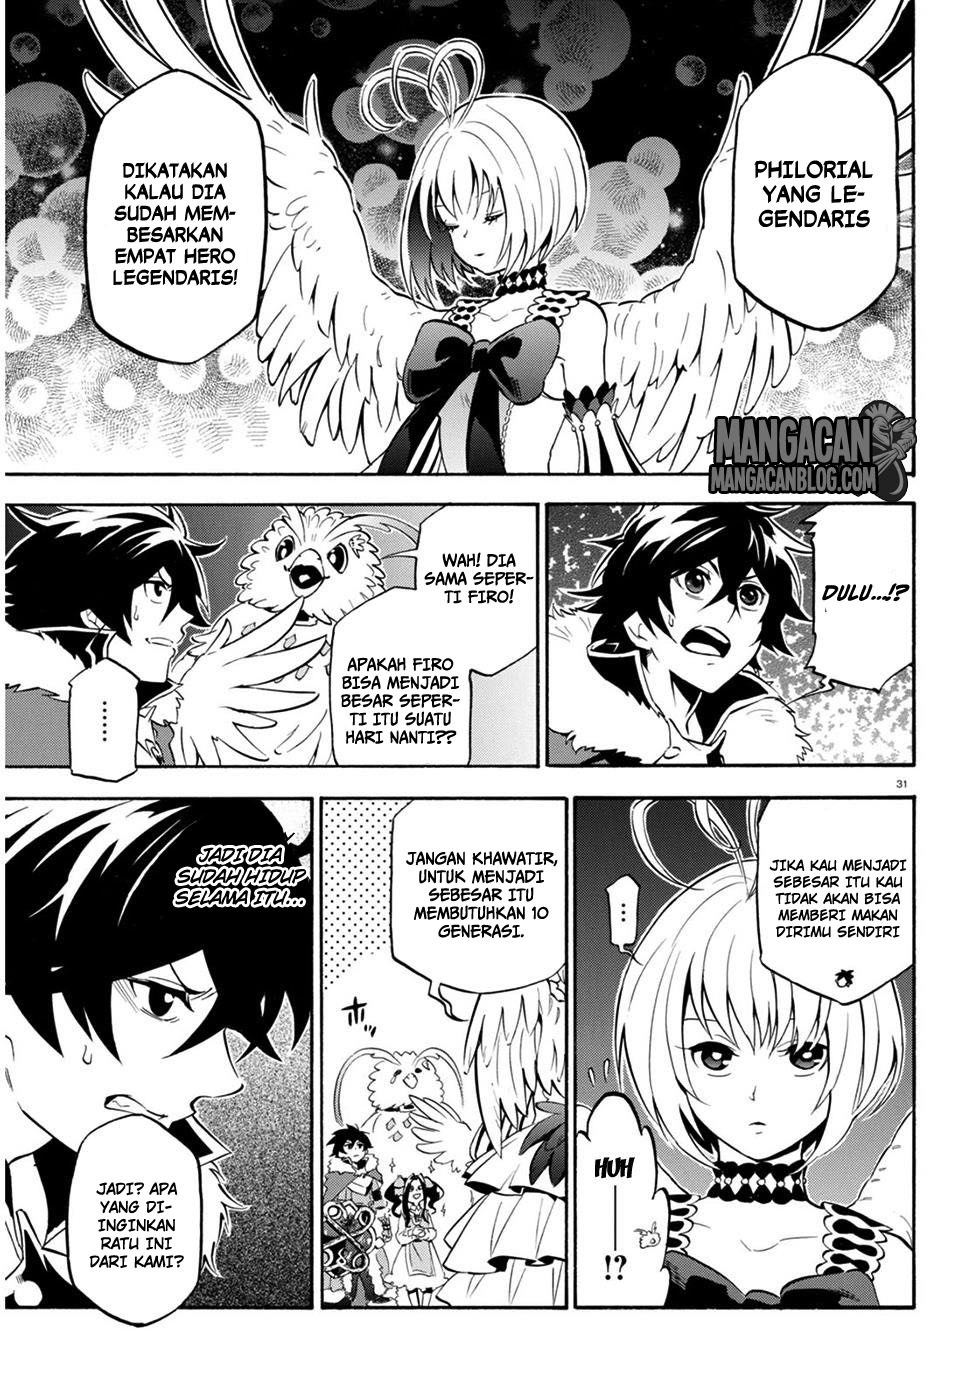 PHILORIAL
YANG LE-
GENDARIS
DIKATAKAN
KALAU DIA
SUDAH MEM-
BESARKAN
EMPAT HERO
LEGENDARIS!
MANGACAN
MANGACANBLOG.COM
DULU...!?
WAH! DIA
SAMA SEPER-
TI FIRO!
APAKAH FIRO
BISA MENJADI
BESAR SEPER-
TI ITU SUATU
HARI NANTI??
......
31
JIKA KAU MENJADI
SEBESAR ITU KAU
TIDAK AKAN BISA
MEMBERI MAKAN
DIRIMU SENDIRI
...
HUH
—
!?
JANGAN KHAWATIR,
UNTUK MENJADI
SEBESAR ITU
MEMBUTUHKAN 10
GENERASI.
JADI DIA
SUDAH HIDUP
SELAMA ITU...
JADI? APA
YANG DI-
INGINKAN
RATU INI
DARI KAMI?